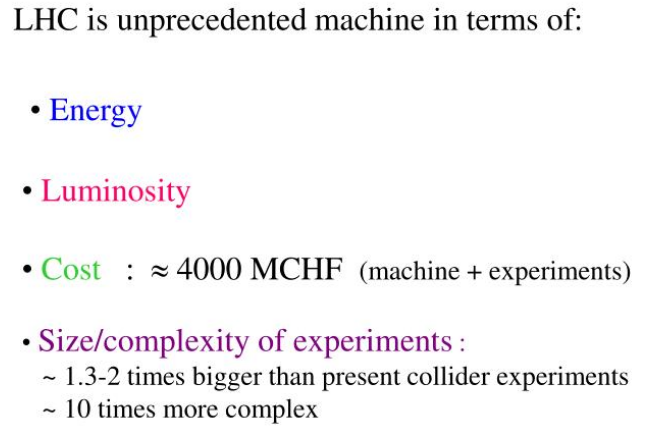 LHC is unprecedented machine in terms of:
• Energy
• Luminosity
• Cost : ≈ 4000 MCHF (machine + experiments)
• Size/complexity of experiments :
~ 1.3-2 times bigger than present collider experiments
~ 10 times more complex